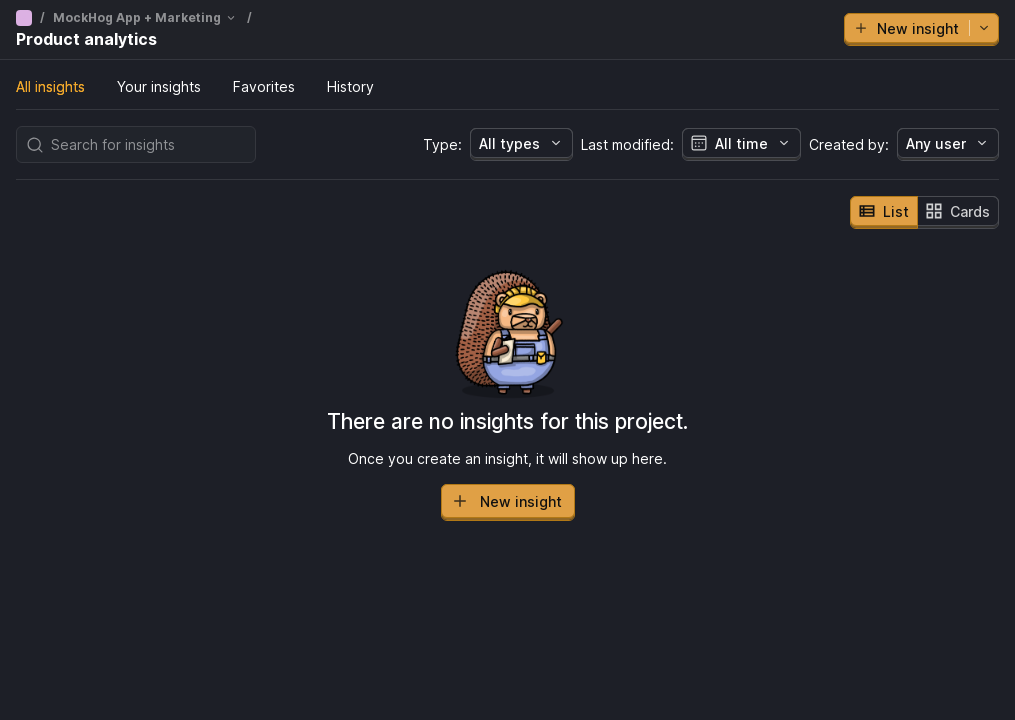 / MockHog App + Marketing /
Product analytics
New insight
All insights Your insights Favorites History
Search for insights Type: All types Last modified: All time Created by: Any user
List Cards
There are no insights for this project.
Once you create an insight, it will show up here.
New insight